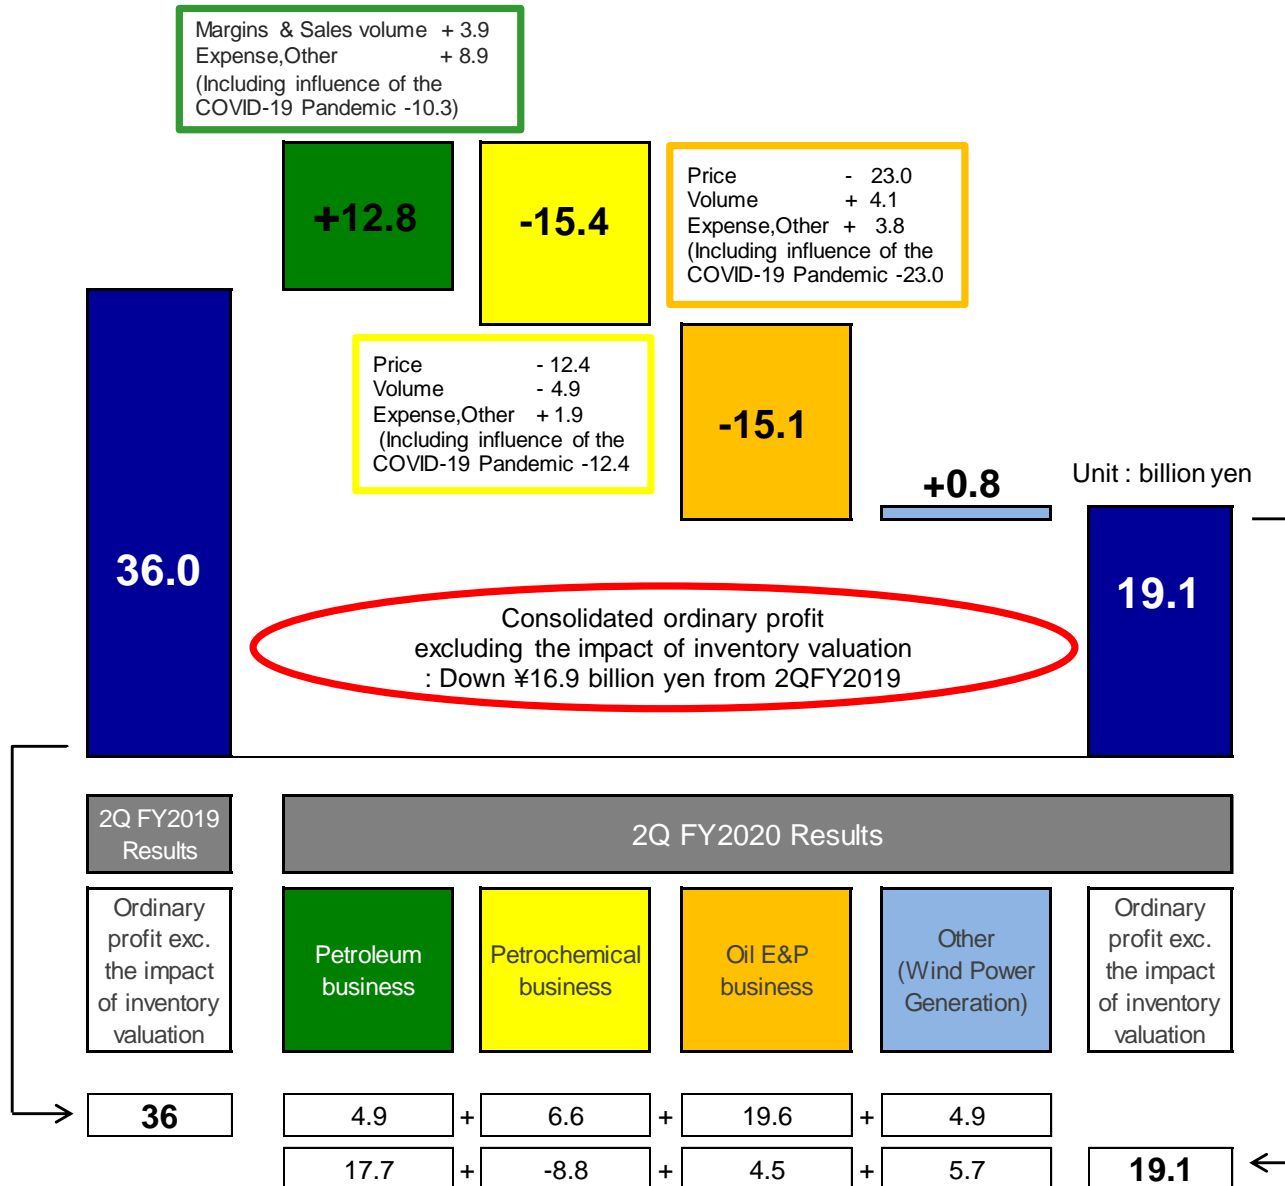 Margins & Sales volume + 3.9
Expense,Other + 8.9
(Including influence of the
COVID-19 Pandemic -10.3)
+12.8
-15.4
Price - 23.0
Volume + 4.1
Expense,Other + 3.8
(Including influence of the
COVID-19 Pandemic -23.0
Price - 12.4
Volume - 4.9
Expense,Other + 1.9
(Including influence of the
COVID-19 Pandemic -12.4
-15.1
+0.8
Unit : billion yen
36.0
19.1
Consolidated ordinary profit
excluding the impact of inventory valuation
: Down ¥16.9 billion yen from 2QFY2019
2Q FY2019
Results
2Q FY2020 Results
Ordinary
profit exc.
the impact
of inventory
valuation
Petroleum
business
Petrochemical
business
Oil E&P
business
Other
(Wind Power
Generation)
Ordinary
profit exc.
the impact
of inventory
valuation
36 4.9 + 6.6 + 19.6 + 4.9
17.7 + -8.8 + 4.5 + 5.7 19.1